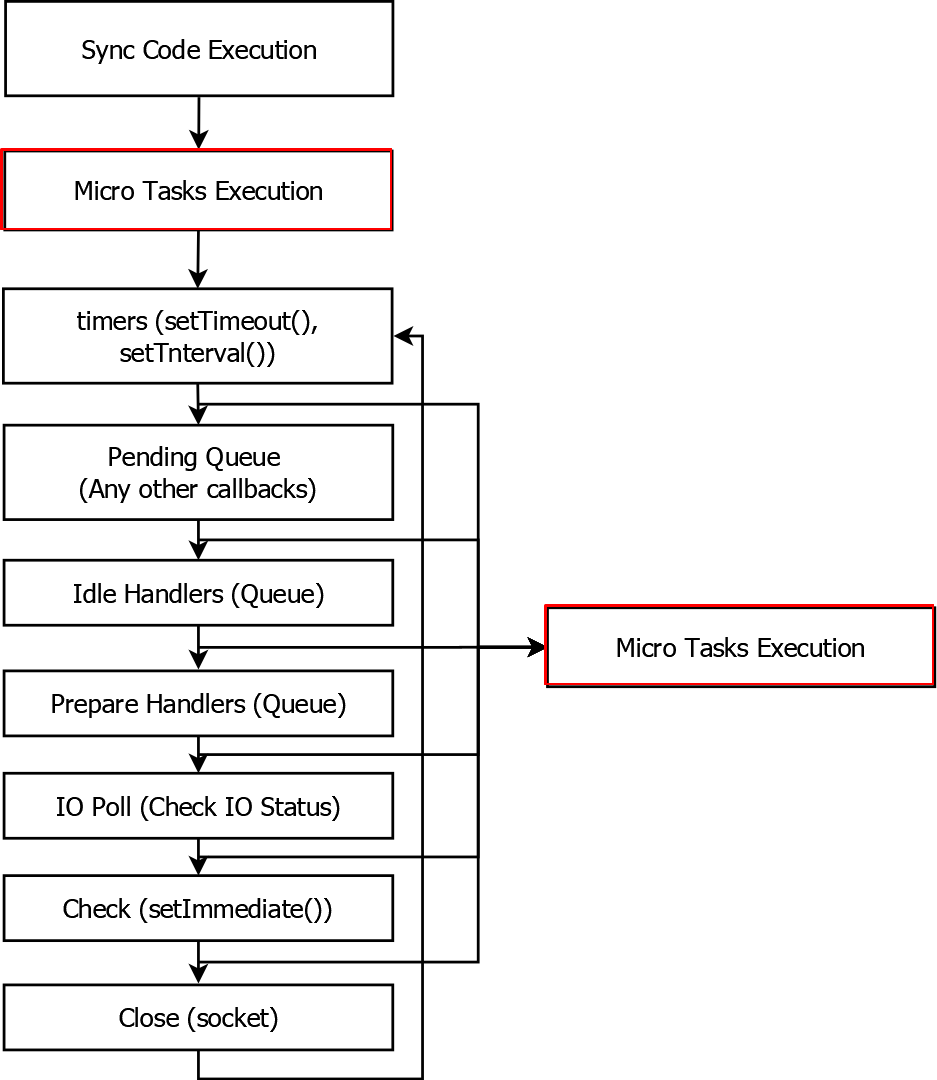 Sync Code Execution
Micro Tasks Execution
timers (setTimeout(),
setTnterval())
Pending Queue
(Any other callbacks)
Idle Handlers (Queue)
Micro Tasks Execution
Prepare Handlers (Queue)
IO Poll (Check IO Status)
Check (setImmediate())
Close (socket)